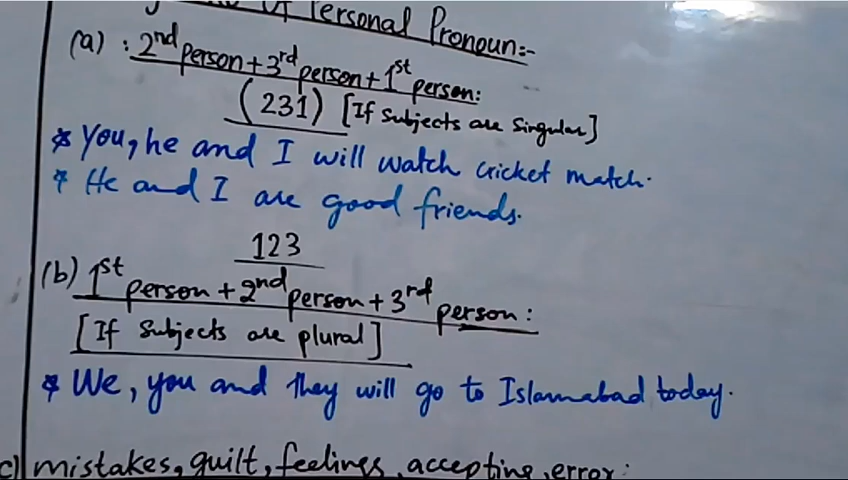 of Personal Pronoun:-
(a) : 2nd person + 3rd person + 1st person:
(231) [If Subjects are Singular]
* You, he and I will watch cricket match.
* He and I are good friends.
123
(b) 1st person + 2nd person + 3rd person:
[If Subjects are plural]
* We, you and they will go to Islamabad today.
c) mistakes, guilt, feelings, accepting, error: